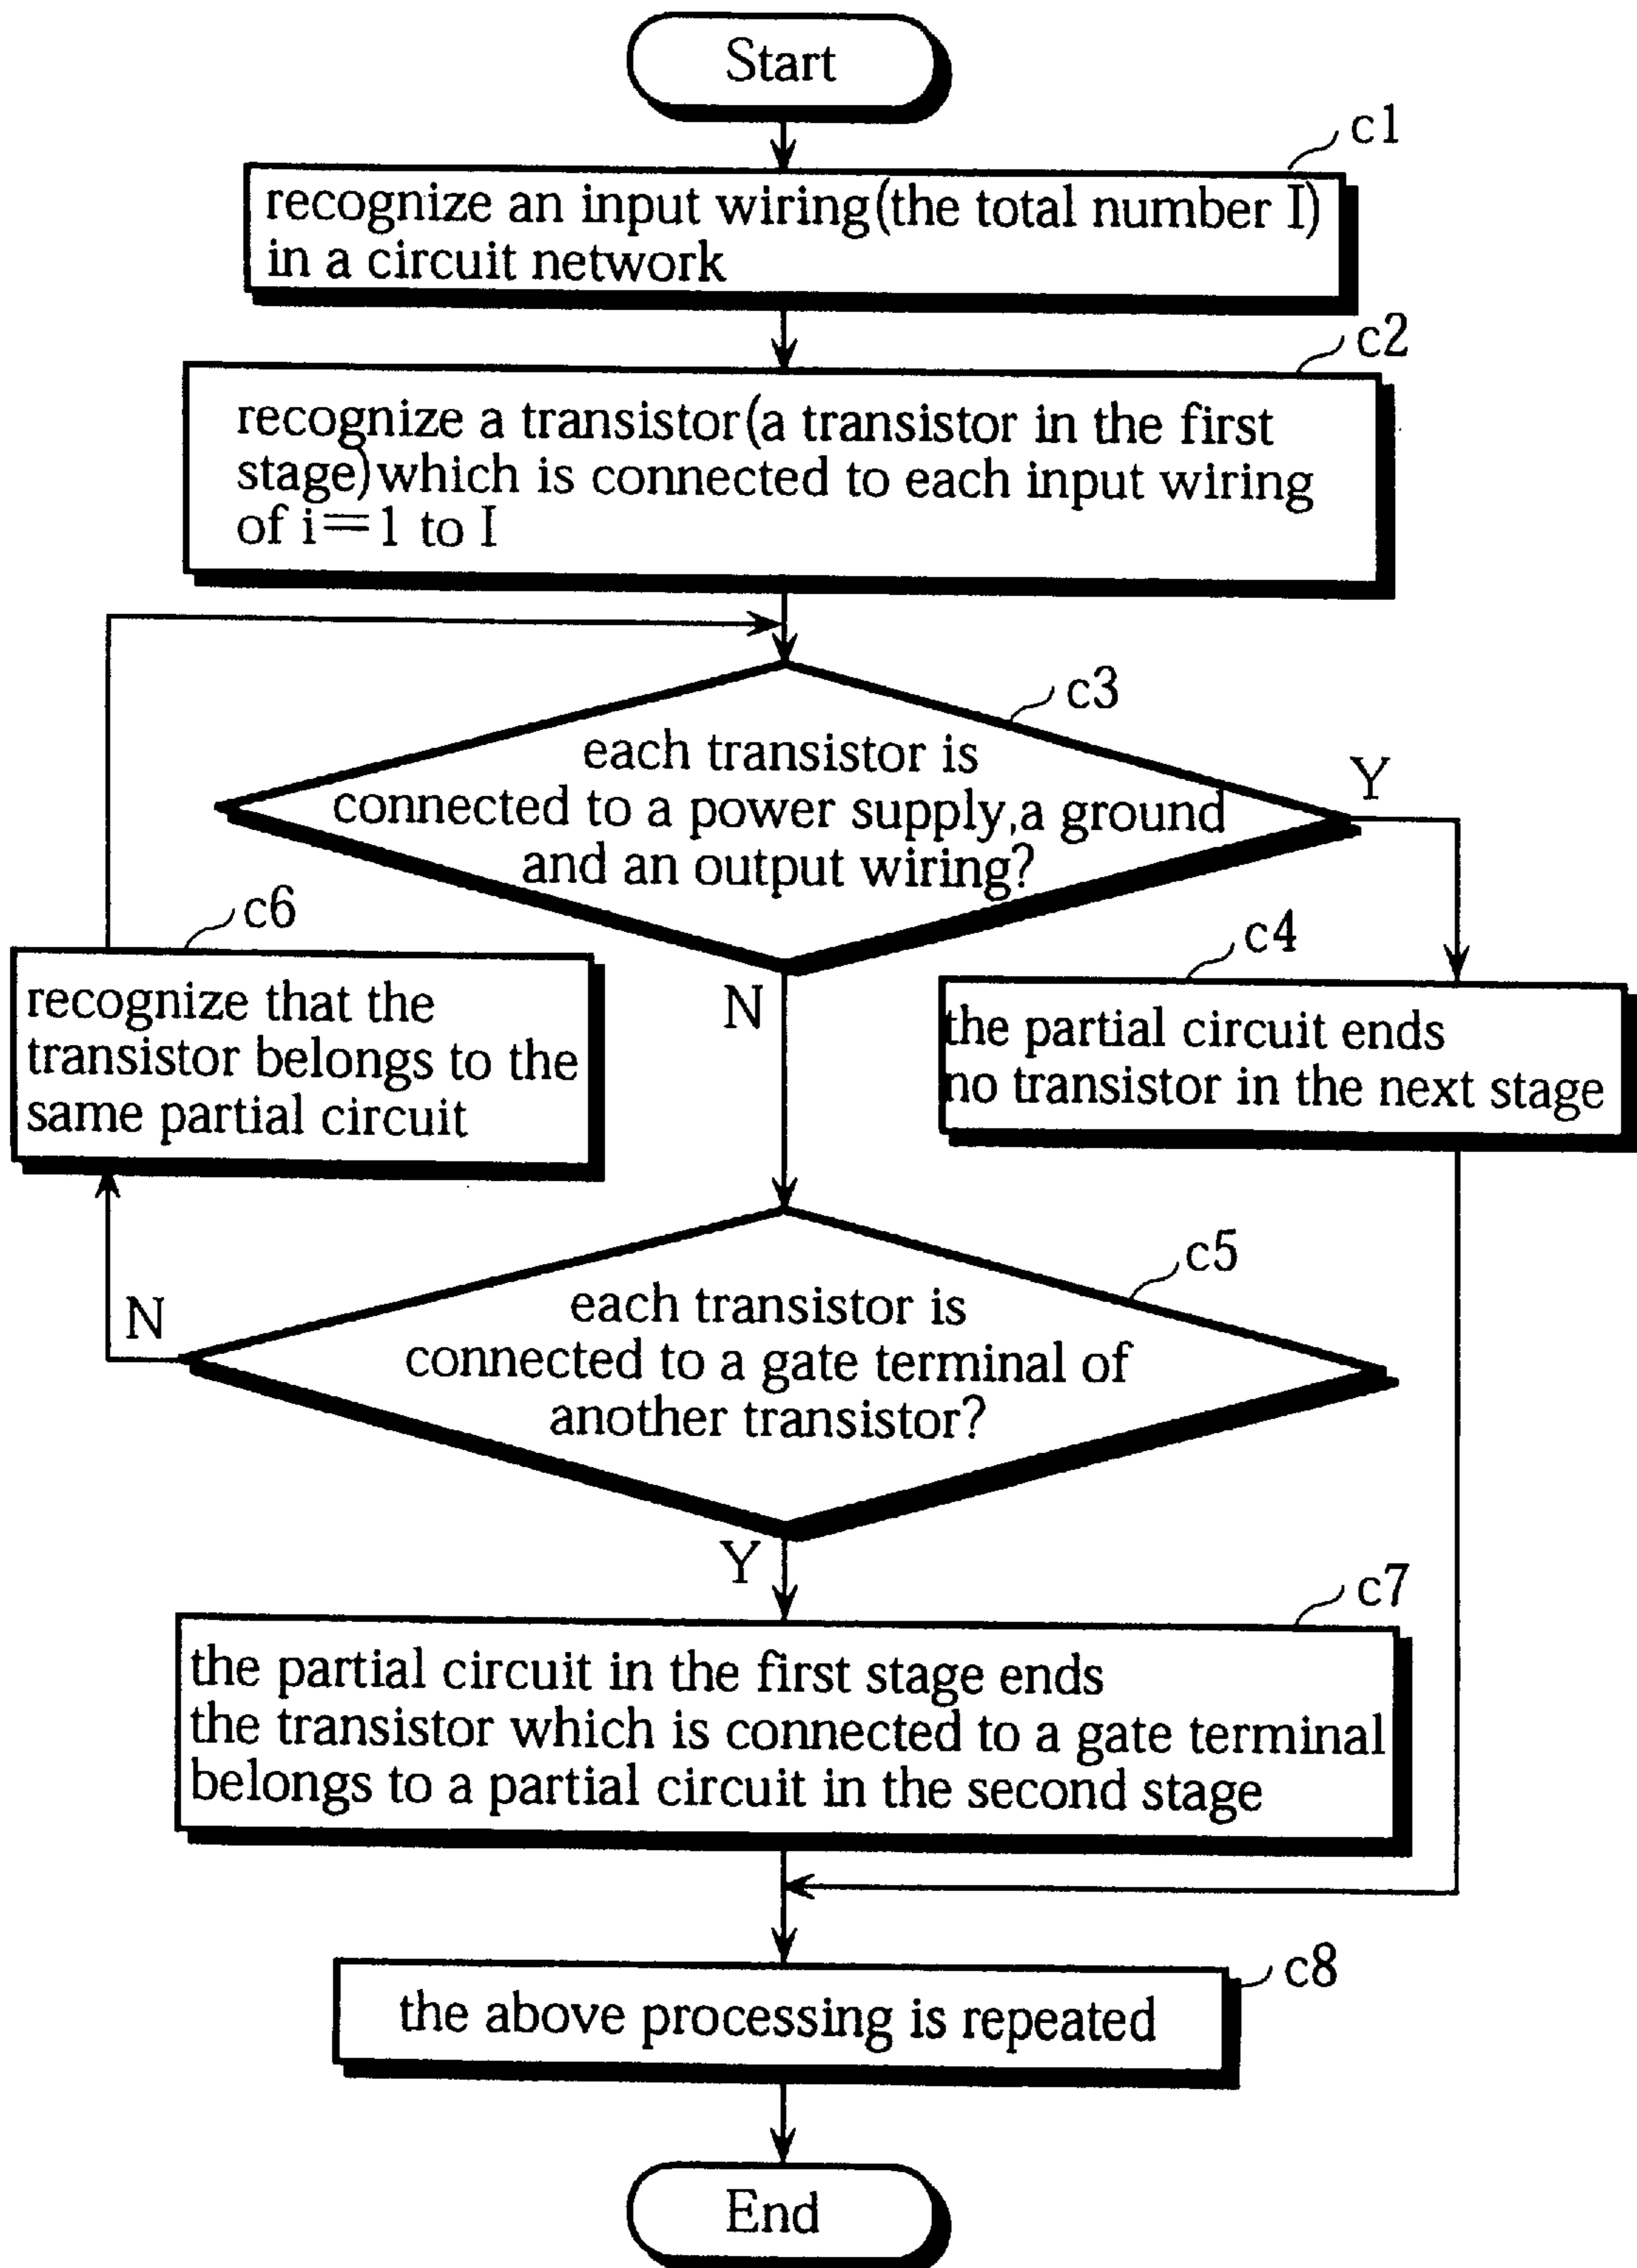 Start
c1
recognize an input wiring(the total number I)
in a circuit network
c2
recognize a transistor(a transistor in the first
stage)which is connected to each input wiring
of i=1 to I
c3
each transistor is
connected to a power supply,a ground
and an output wiring?
Y
N
c6
recognize that the
transistor belongs to the
same partial circuit
c4
the partial circuit ends
no transistor in the next stage
c5
each transistor is
connected to a gate terminal of
another transistor?
N
Y
c7
the partial circuit in the first stage ends
the transistor which is connected to a gate terminal
belongs to a partial circuit in the second stage
c8
the above processing is repeated
End